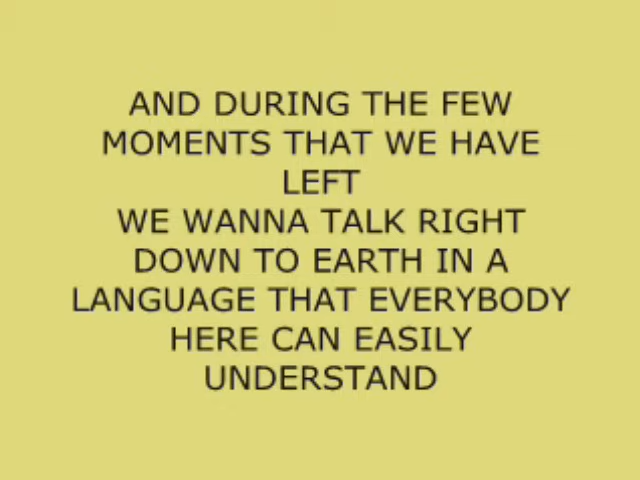 AND DURING THE FEW
MOMENTS THAT WE HAVE
LEFT
WE WANNA TALK RIGHT
DOWN TO EARTH IN A
LANGUAGE THAT EVERYBODY
HERE CAN EASILY
UNDERSTAND